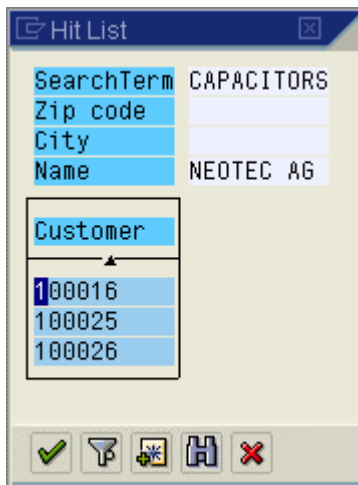 Hit List
SearchTerm CAPACITORS
Zip code
City
Name NEOTEC AG
Customer
100016
100025
100026